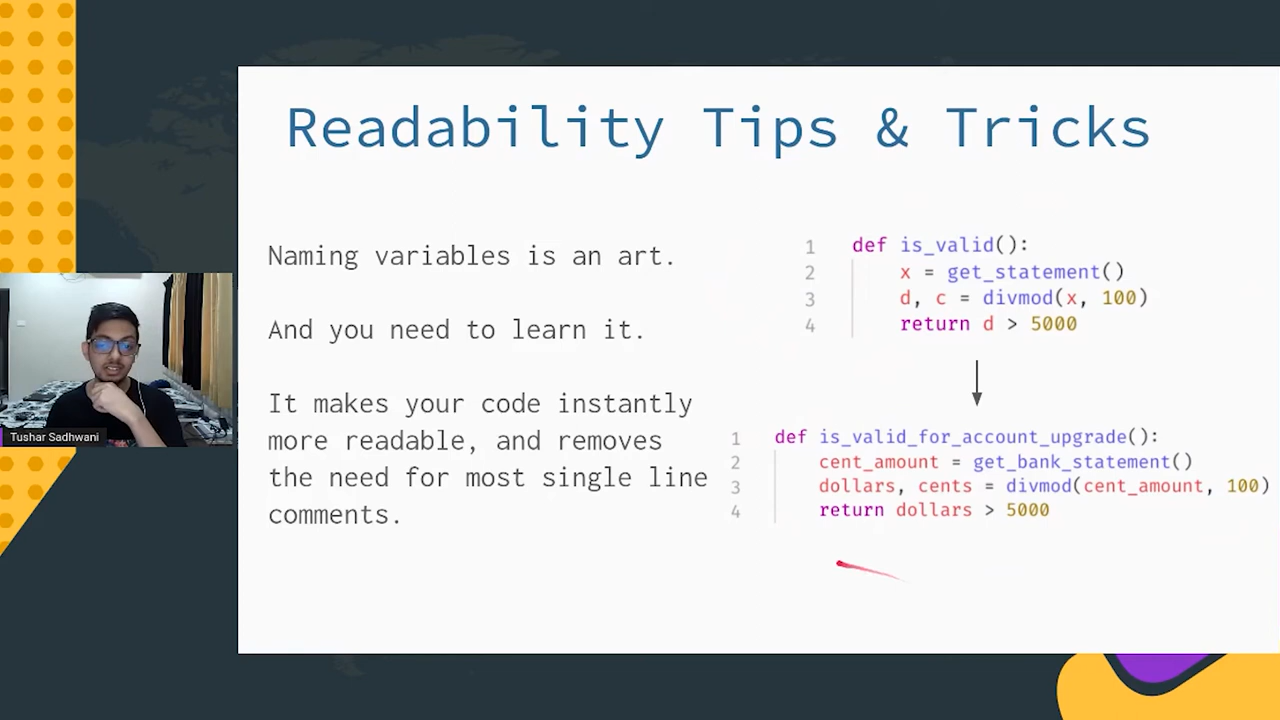 Readability Tips & Tricks
Naming variables is an art.
And you need to learn it.
It makes your code instantly
more readable, and removes
the need for most single line
comments.
1 def is_valid():
2 x = get_statement()
3 d, c = divmod(x, 100)
4 return d > 5000
1 def is_valid_for_account_upgrade():
2 cent_amount = get_bank_statement()
3 dollars, cents = divmod(cent_amount, 100)
4 return dollars > 5000
Tushar Sadhwani